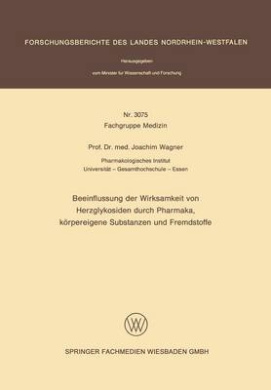 FORSCHUNGSBERICHTE DES LANDES NORDRHEIN-WESTFALEN
Herausgegeben
vom Minister für Wissenschaft und Forschung
Nr. 3075
Fachgruppe Medizin
Prof. Dr. med. Joachim Wagner
Pharmakologisches Institut
Universität – Gesamthochschule – Essen
Beeinflussung der Wirksamkeit von
Herzglykosiden durch Pharmaka,
körpereigene Substanzen und Fremdstoffe
SPRINGER FACHMEDIEN WIESBADEN GMBH